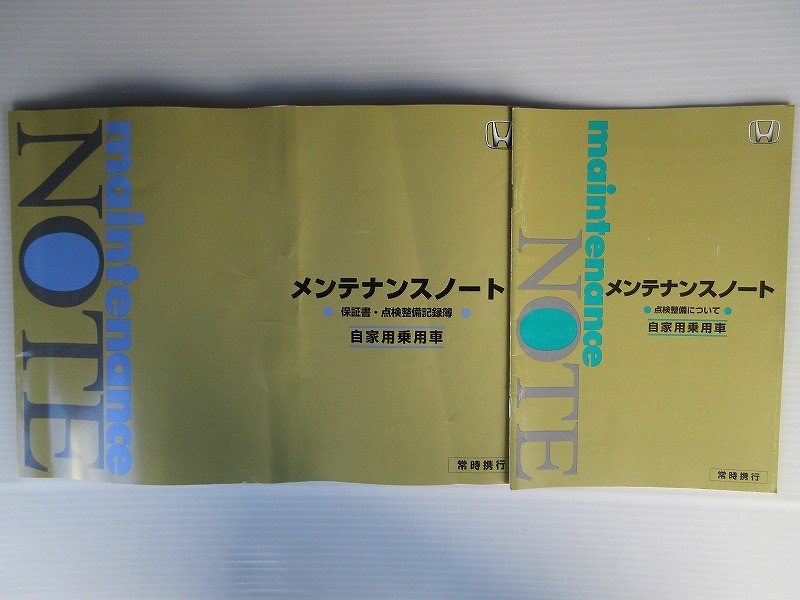 maintenance
NOTE
メンテナンスノート
保証書・点検整備記録簿
自家用乗用車
常時携行
maintenance
NOTE
メンテナンスノート
点検整備について
自家用乗用車
常時携行